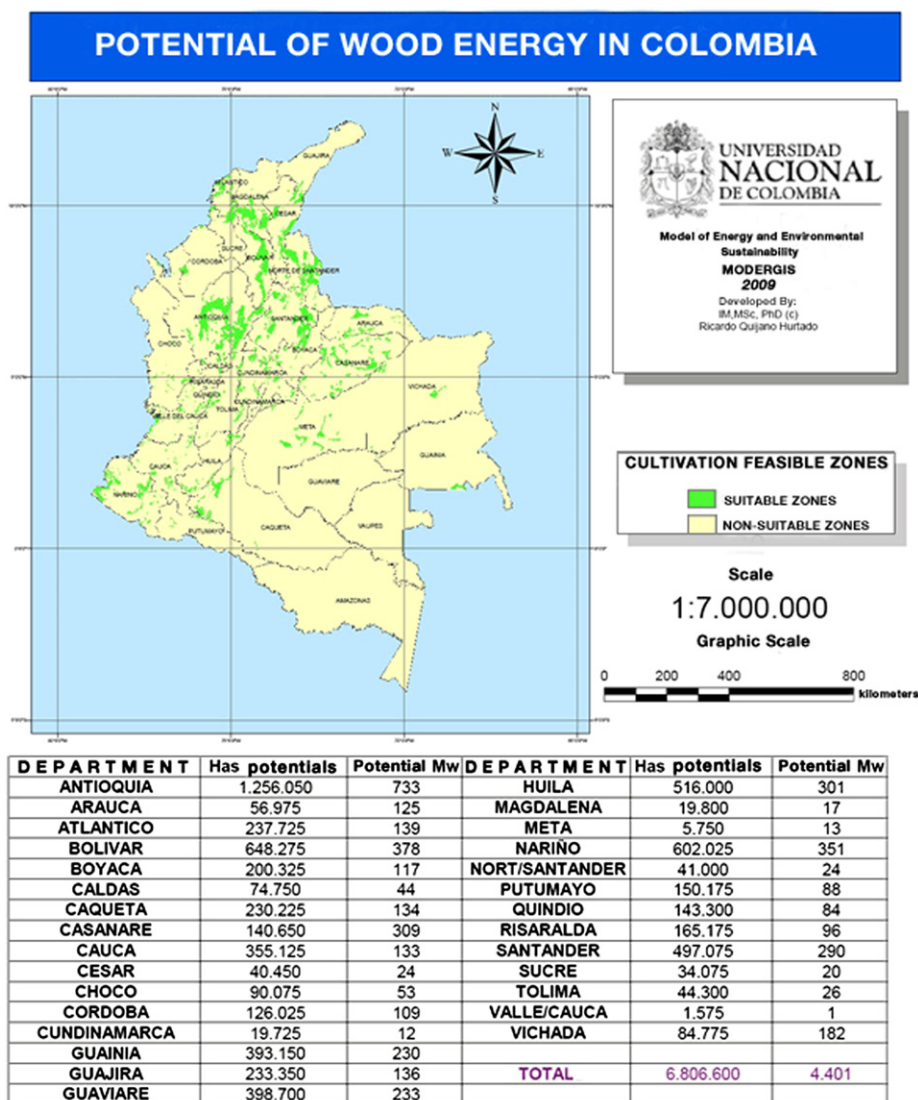 POTENTIAL OF WOOD ENERGY IN COLOMBIA
N
W E
S
GUAJIRA
ATLANTICO
MAGDALENA
CESAR
SUCRE
CORDOBA
BOLIVAR
NORTE DE SANTANDER
ANTIOQUIA
SANTANDER
ARAUCA
CHOCO
BOYACA
CALDAS
CASANARE
CUNDINAMARCA
RISARALDA
VICHADA
QUINDIO
CUNDINAMARCA
TOLIMA
VALLE DEL CAUCA
META
GUAINIA
CAUCA
HUILA
GUAVIARE
NARINO
PUTUMAYO
CAQUETA
VAUPES
AMAZONAS
UNIVERSIDAD
NACIONAL
DE COLOMBIA
Model of Energy and Environmental
Sustainability
MODERGIS
2009
Developed By:
IM,MSc, PhD (c)
Ricardo Quijano Hurtado
CULTIVATION FEASIBLE ZONES
SUITABLE ZONES
NON-SUITABLE ZONES
Scale
1:7.000.000
Graphic Scale
0 200 400 800
kilometers
DEPARTMENT Has potentials Potential Mw DEPARTMENT Has potentials Potential Mw
ANTIOQUIA 1.256.050 733 HUILA 516.000 301
ARAUCA 56.975 125 MAGDALENA 19.800 17
ATLANTICO 237.725 139 META 5.750 13
BOLIVAR 648.275 378 NARIÑO 602.025 351
BOYACA 200.325 117 NORT/SANTANDER 41.000 24
CALDAS 74.750 44 PUTUMAYO 150.175 88
CAQUETA 230.225 134 QUINDIO 143.300 84
CASANARE 140.650 309 RISARALDA 165.175 96
CAUCA 355.125 133 SANTANDER 497.075 290
CESAR 40.450 24 SUCRE 34.075 20
CHOCO 90.075 53 TOLIMA 44.300 26
CORDOBA 126.025 109 VALLE/CAUCA 1.575 1
CUNDINAMARCA 19.725 12 VICHADA 84.775 182
GUAINIA 393.150 230
GUAJIRA 233.350 136 TOTAL 6.806.600 4.401
GUAVIARE 398.700 233